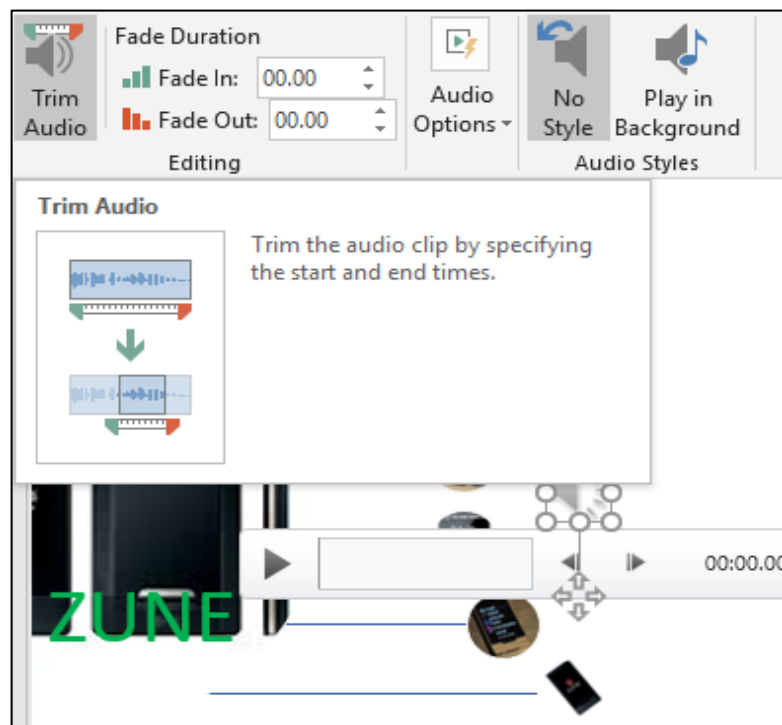 Trim
Audio
Fade Duration
Fade In: 00.00
Fade Out: 00.00
Editing
Audio
Options
No
Style
Play in
Background
Audio Styles
Trim Audio
Trim the audio clip by specifying
the start and end times.
00:00.00
ZUNE